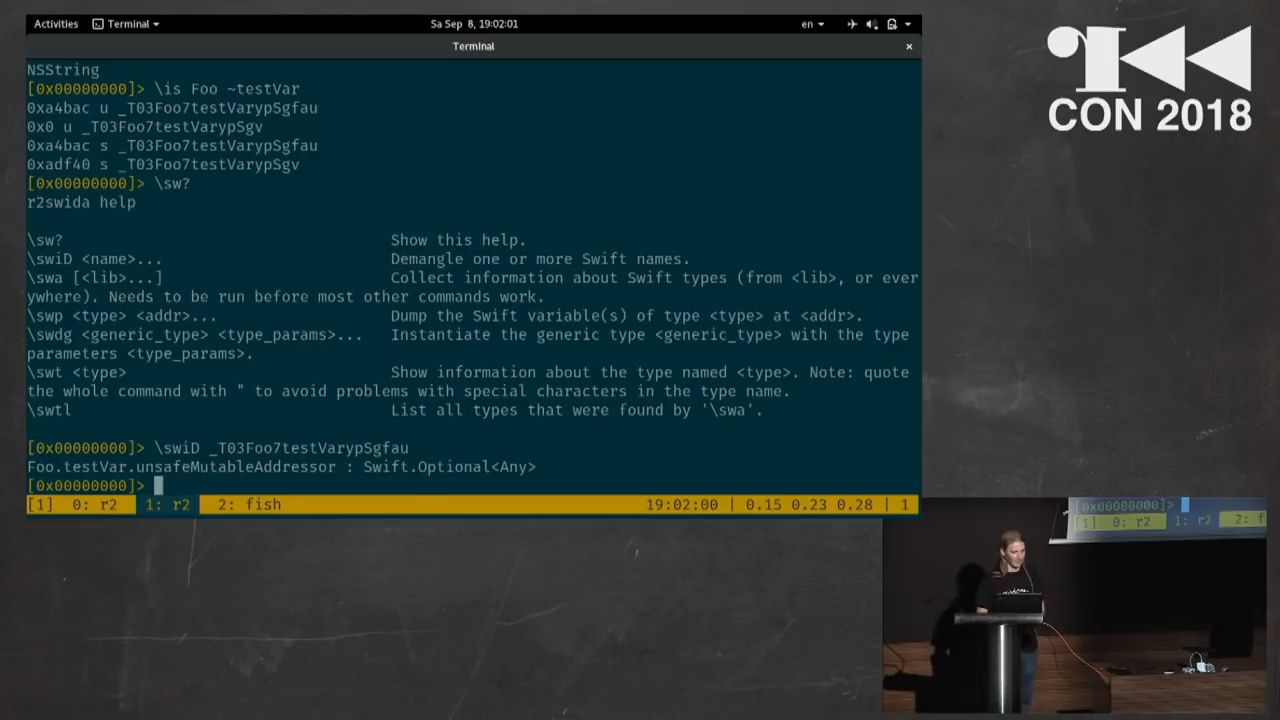 Activities Terminal Sa Sep 8, 19:02:01 en
Terminal ×
NSString
[0x00000000]> \is Foo ~testVar
0xa4bac u _T03Foo7testVarypSgfau
0x0 u _T03Foo7testVarypSgv
0xa4bac s _T03Foo7testVarypSgfau
0xadf40 s _T03Foo7testVarypSgv
[0x00000000]> \sw?
r2swida help
\sw? Show this help.
\swiD <name>... Demangle one or more Swift names.
\swa [<lib>...] Collect information about Swift types (from <lib>, or ever
ywhere). Needs to be run before most other commands work.
\swp <type> <addr>... Dump the Swift variable(s) of type <type> at <addr>.
\swdg <generic_type> <type_params>... Instantiate the generic type <generic_type> with the type
parameters <type_params>.
\swt <type> Show information about the type named <type>. Note: quote
the whole command with " to avoid problems with special characters in the type name.
\swtl List all types that were found by '\swa'.
[0x00000000]> \swiD _T03Foo7testVarypSgfau
Foo.testVar.unsafeMutableAddressor : Swift.Optional<Any>
[0x00000000]>
[1] 0: r2 1: r2 2: fish 19:02:00 | 0.15 0.23 0.28 | 1
CON 2018
[0x00000000]>
[1] 0: r2 1: r2 2: f